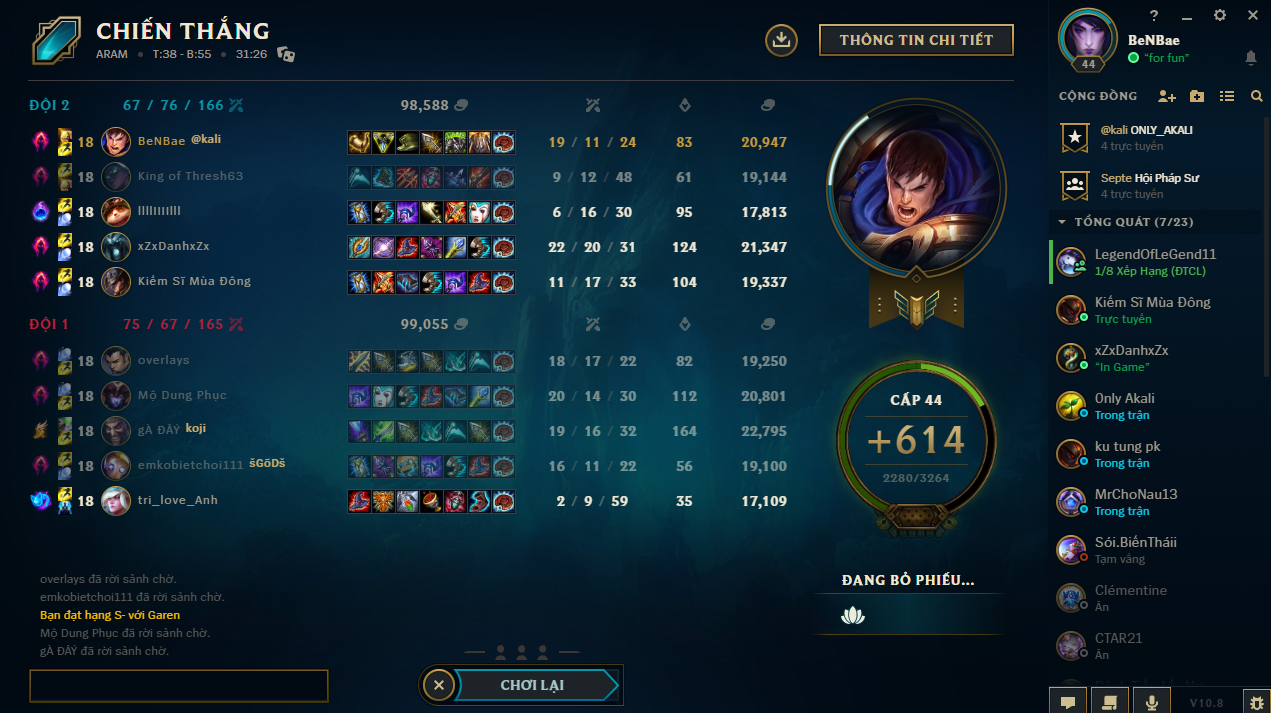 CHIẾN THẮNG
ARAM • T:38 - B:55 • 31:26
THÔNG TIN CHI TIẾT
ĐỘI 2 67 / 76 / 166 98,588
18 BeNBae @kali 19 / 11 / 24 83 20,947
18 King of Thresh63 9 / 12 / 48 61 19,144
18 6 / 16 / 30 95 17,813
18 xZxDanhxZx 22 / 20 / 31 124 21,347
18 Kiếm Sĩ Mùa Đông 11 / 17 / 33 104 19,337
ĐỘI 1 75 / 67 / 165 99,055
18 overlays 18 / 17 / 22 82 19,250
18 Mộ Dung Phục 20 / 14 / 30 112 20,801
18 gÀ ĐÂÝ koji 19 / 16 / 32 164 22,795
18 emkobietchoi111 šGõDš 16 / 11 / 22 56 19,100
18 tri_love_Anh 2 / 9 / 59 35 17,109
overlays đã rời sảnh chờ.
emkobietchoi111 đã rời sảnh chờ.
Bạn đạt hạng S- với Garen
Mộ Dung Phục đã rời sảnh chờ.
gÀ ĐÂÝ đã rời sảnh chờ.
CHƠI LẠI
CẤP 44
+614
2280/3264
ĐANG BỎ PHIẾU...
?
44
BeNBae
"for fun"
CỘNG ĐỒNG
@kali ONLY_AKALI
4 trực tuyến
Septe Hội Pháp Sư
4 trực tuyến
TỔNG QUÁT (7/23)
LegendOfLeGend11
1/8 Xếp Hạng (ĐTCL)
Kiếm Sĩ Mùa Đông
Trực tuyến
xZxDanhxZx
"In Game"
Only Akali
Trong trận
ku tung pk
Trong trận
MrChoNau13
Trong trận
Sói.BiếnTháii
Tạm vắng
Clémentine
Ẩn
CTAR21
Ẩn
V10.8